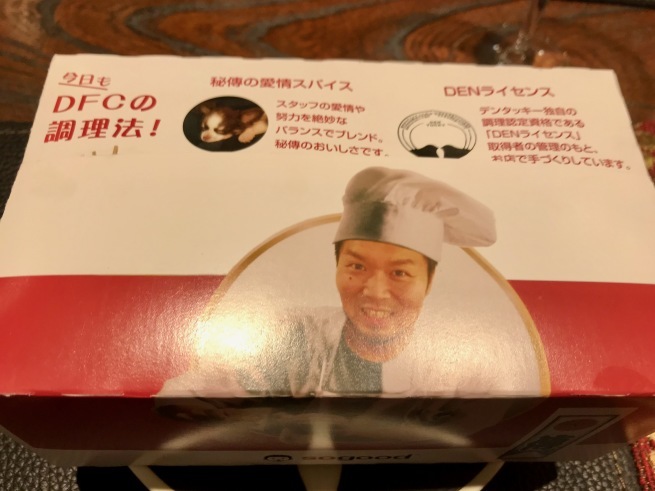 今日も
DFCの
調理法!
秘傳の愛情スパイス
スタッフの愛情や
努力を絶妙な
バランスでブレンド。
秘傳のおいしさです。
DENライセンス
デンタッキー独自の
調理認定資格である
「DENライセンス」
取得者の管理のもと、
お店で手づくりしています。
sogood